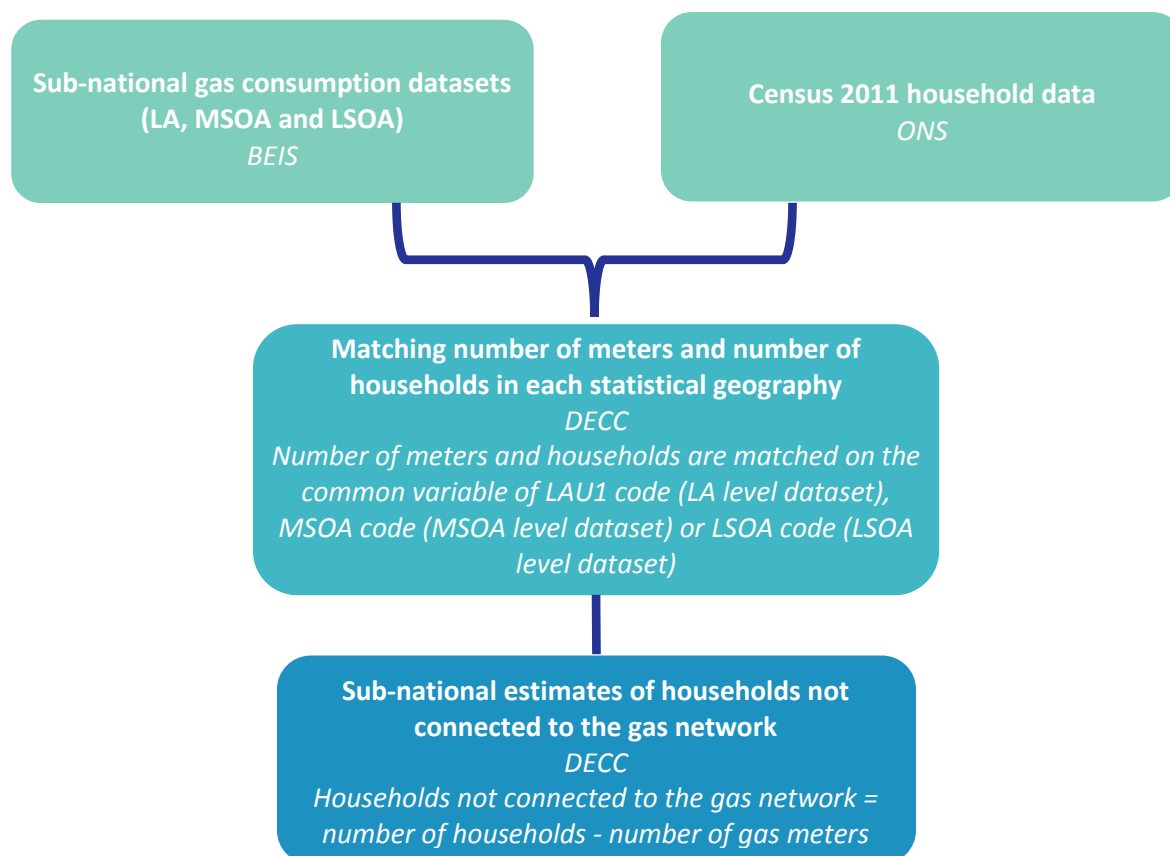 Sub-national gas consumption datasets
(LA, MSOA and LSOA)
BEIS
Census 2011 household data
ONS
Matching number of meters and number of
households in each statistical geography
DECC
Number of meters and households are matched on the
common variable of LAU1 code (LA level dataset),
MSOA code (MSOA level dataset) or LSOA code (LSOA
level dataset)
Sub-national estimates of households not
connected to the gas network
DECC
Households not connected to the gas network =
number of households - number of gas meters